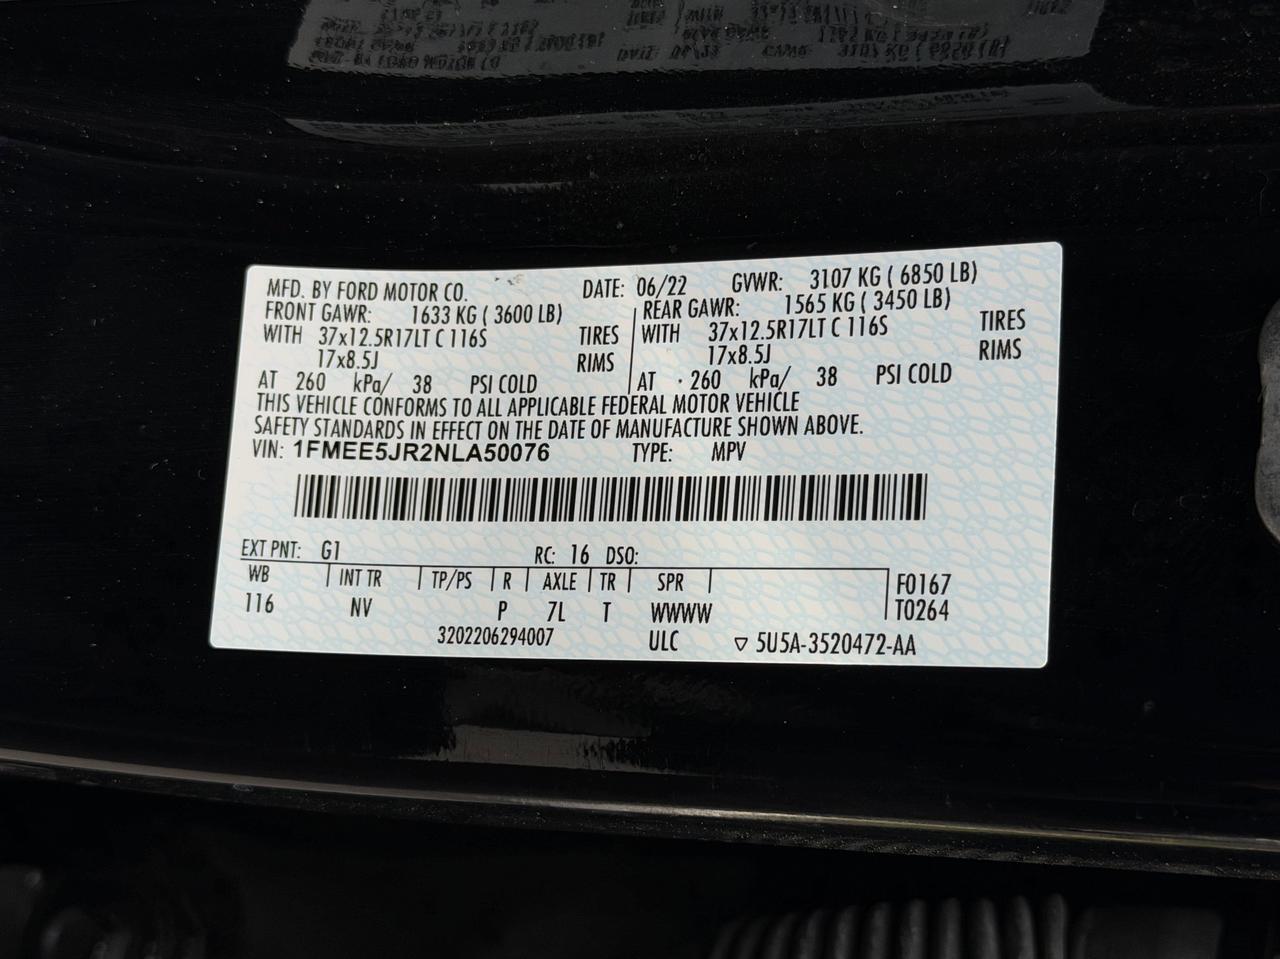 MFD. BY FORD MOTOR CO. DATE: 06/22 GVWR: 3107 KG ( 6850 LB)
FRONT GAWR: 1633 KG ( 3600 LB) REAR GAWR: 1565 KG ( 3450 LB)
WITH 37x12.5R17LT C 116S TIRES WITH 37x12.5R17LT C 116S TIRES
17x8.5J RIMS 17x8.5J RIMS
AT 260 kPa/ 38 PSI COLD AT 260 kPa/ 38 PSI COLD
THIS VEHICLE CONFORMS TO ALL APPLICABLE FEDERAL MOTOR VEHICLE
SAFETY STANDARDS IN EFFECT ON THE DATE OF MANUFACTURE SHOWN ABOVE.
VIN: 1FMEE5JR2NLA50076 TYPE: MPV
EXT PNT: G1 RC: 16 DSO:
WB INT TR TP/PS R AXLE TR SPR F0167
116 NV P 7L T WWWW T0264
3202206294007 ULC ▽ 5U5A-3520472-AA